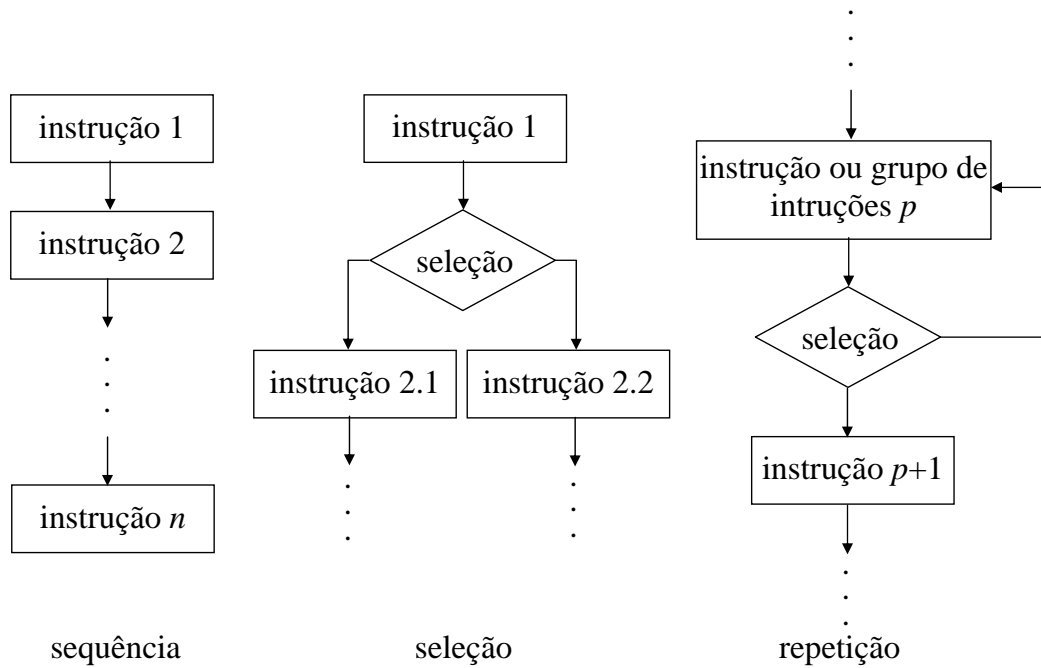 instrução 1
instrução 2
instrução n
sequência
instrução 1
seleção
instrução 2.1
instrução 2.2
seleção
instrução ou grupo de
intruções p
seleção
instrução p+1
repetição